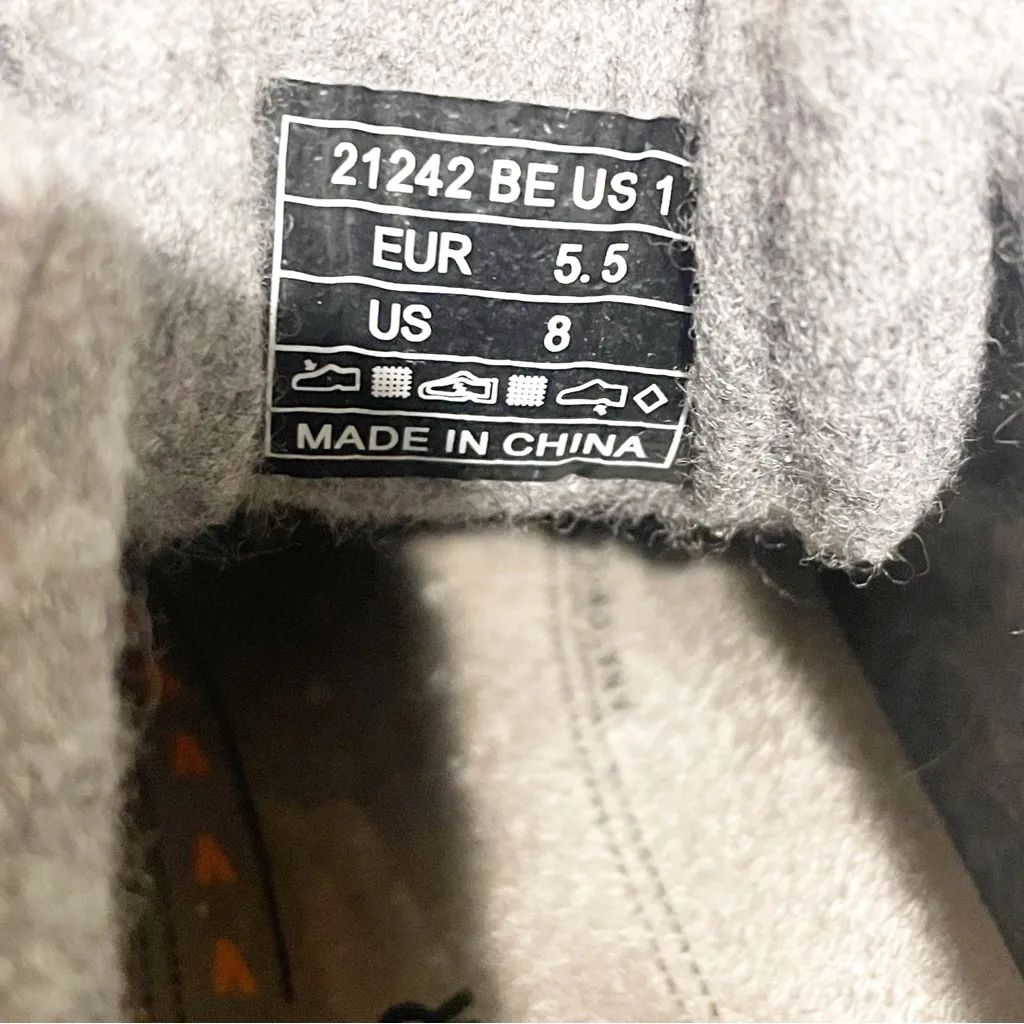 21242 BE US 1
EUR 5.5
US 8
MADE IN CHINA